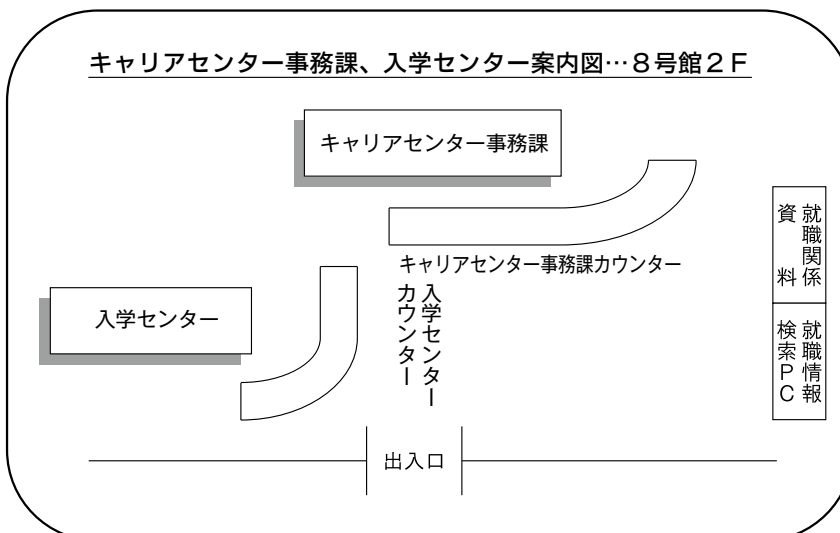 キャリアセンター事務課、入学センター案内図…８号館２Ｆ
キャリアセンター事務課
キャリアセンター事務課カウンター
入学センター
入学センター
カウンター
就職関係
資料
就職情報
検索ＰＣ
出入口